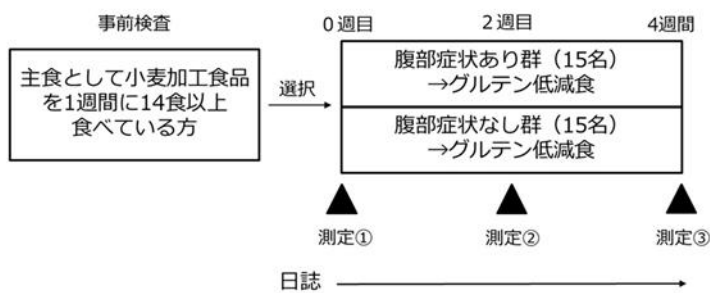 事前検査
0週目
2週目
4週間
主食として小麦加工食品
を1週間に14食以上
食べている方
選択
腹部症状あり群（15名）
→グルテン低減食
腹部症状なし群（15名）
→グルテン低減食
測定①
測定②
測定③
日誌